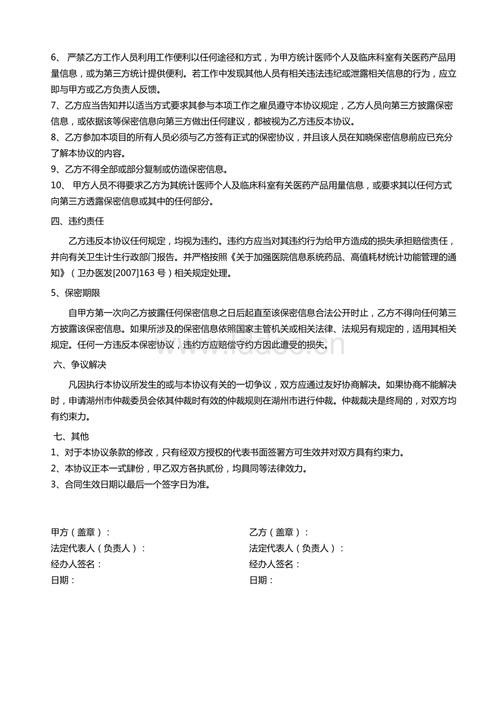 6、 严禁乙方工作人员利用工作便利以任何途径和方式，为甲方统计医师个人及临床科室有关医药产品用
量信息，或为第三方统计提供便利。若工作中发现其他人员有相关违法违纪或泄露相关信息的行为，应立
即与甲方或乙方负责人反馈。
7、乙方应当告知并以适当方式要求其参与本项工作之雇员遵守本协议规定，乙方人员向第三方披露保密
信息，或依据该等保密信息向第三方做出任何建议，都被视为乙方违反本协议。
8、乙方参加本项目的所有人员必须与乙方签有正式的保密协议，并且该人员在知晓保密信息前应已充分
了解本协议的内容。
9、乙方不得全部或部分复制或仿造保密信息。
10、 甲方人员不得要求乙方为其统计医师个人及临床科室有关医药产品用量信息，或要求其以任何方式
向第三方透露保密信息或其中的任何部分。
四、违约责任
乙方违反本协议任何规定，均视为违约。违约方应当对其违约行为给甲方造成的损失承担赔偿责任，
并向有关卫生计生行政部门报告。并严格按照《关于加强医院信息系统药品、高值耗材统计功能管理的通
知》（卫办医发[2007]163 号）相关规定处理。
5、保密期限
自甲方第一次向乙方披露任何保密信息之日后起直至该保密信息合法公开时止，乙方不得向任何第三
方披露该保密信息。如果所涉及的保密信息依照国家主管机关或相关法律、法规另有规定的，适用其相关
规定。任何一方违反本保密协议，违约方应赔偿守约方因此遭受的损失。
六、争议解决
凡因执行本协议所发生的或与本协议有关的一切争议，双方应通过友好协商解决。如果协商不能解决
时，申请湖州市仲裁委员会依其仲裁时有效的仲裁规则在湖州市进行仲裁。仲裁裁决是终局的，对双方均
有约束力。
七、其他
1、对于本协议条款的修改，只有经双方授权的代表书面签署方可生效并对双方具有约束力。
2、本协议正本一式肆份，甲乙双方各执贰份，均具同等法律效力。
3、合同生效日期以最后一个签字日为准。
甲方（盖章）： 乙方（盖章）：
法定代表人（负责人）： 法定代表人（负责人）：
经办人签名： 经办人签名：
日期： 日期：